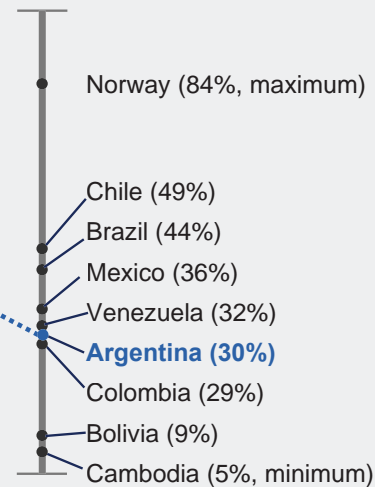 Norway (84%, maximum)
Chile (49%)
Brazil (44%)
Mexico (36%)
Venezuela (32%)
Argentina (30%)
Colombia (29%)
Bolivia (9%)
Cambodia (5%, minimum)